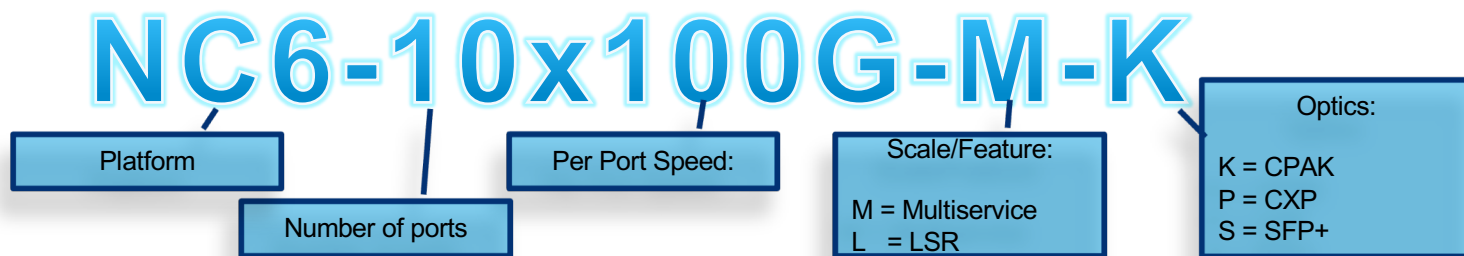 NC6-10x100G-M-K
Platform
Number of ports
Per Port Speed:
Scale/Feature:
M = Multiservice
L = LSR
Optics:
K = CPAK
P = CXP
S = SFP+